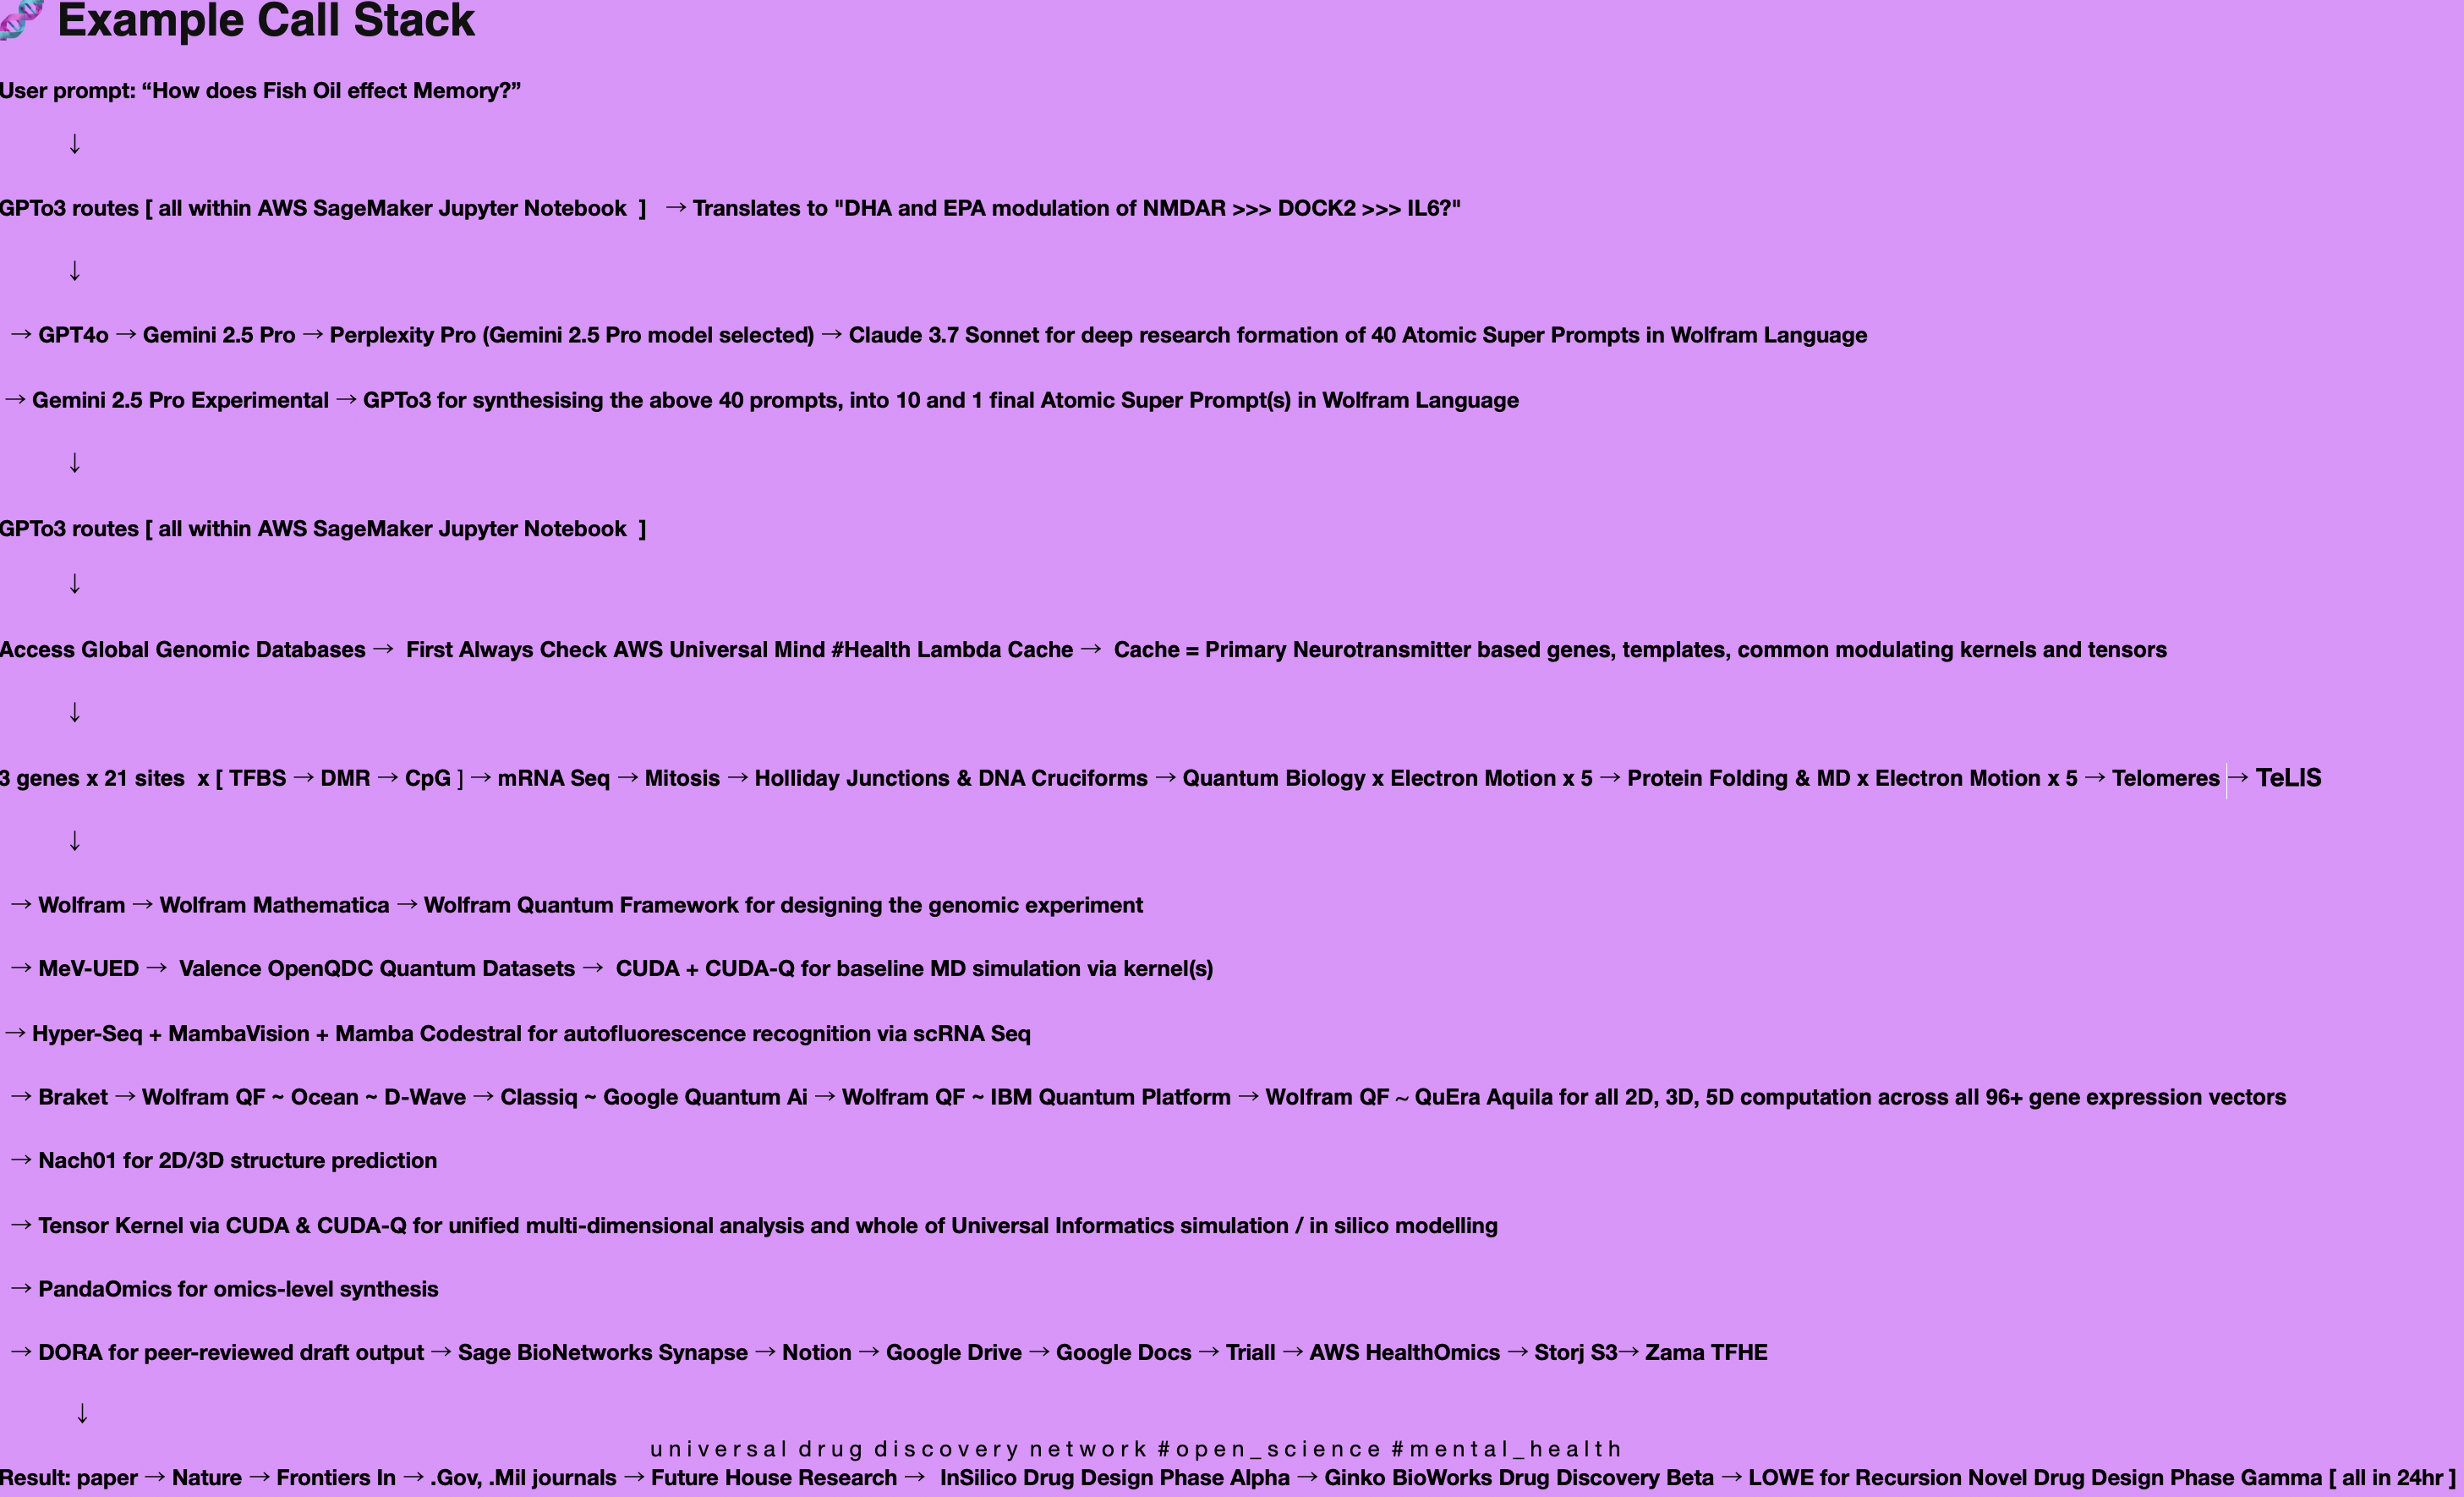 🧬 Example Call Stack
User prompt: “How does Fish Oil effect Memory?”
↓
GPTo3 routes [ all within AWS SageMaker Jupyter Notebook ] → Translates to "DHA and EPA modulation of NMDAR >>> DOCK2 >>> IL6?"
↓
→ GPT4o → Gemini 2.5 Pro → Perplexity Pro (Gemini 2.5 Pro model selected) → Claude 3.7 Sonnet for deep research formation of 40 Atomic Super Prompts in Wolfram Language
→ Gemini 2.5 Pro Experimental → GPTo3 for synthesising the above 40 prompts, into 10 and 1 final Atomic Super Prompt(s) in Wolfram Language
↓
GPTo3 routes [ all within AWS SageMaker Jupyter Notebook ]
↓
Access Global Genomic Databases → First Always Check AWS Universal Mind #Health Lambda Cache → Cache = Primary Neurotransmitter based genes, templates, common modulating kernels and tensors
↓
3 genes x 21 sites x [ TFBS → DMR → CpG ] → mRNA Seq → Mitosis → Holliday Junctions & DNA Cruciforms → Quantum Biology x Electron Motion x 5 → Protein Folding & MD x Electron Motion x 5 → Telomeres → TeLIS
↓
→ Wolfram → Wolfram Mathematica → Wolfram Quantum Framework for designing the genomic experiment
→ MeV-UED → Valence OpenQDC Quantum Datasets → CUDA + CUDA-Q for baseline MD simulation via kernel(s)
→ Hyper-Seq + MambaVision + Mamba Codestral for autofluorescence recognition via scRNA Seq
→ Braket → Wolfram QF ~ Ocean ~ D-Wave → Classiq ~ Google Quantum Ai → Wolfram QF ~ IBM Quantum Platform → Wolfram QF ~ QuEra Aquila for all 2D, 3D, 5D computation across all 96+ gene expression vectors
→ Nach01 for 2D/3D structure prediction
→ Tensor Kernel via CUDA & CUDA-Q for unified multi-dimensional analysis and whole of Universal Informatics simulation / in silico modelling
→ PandaOmics for omics-level synthesis
→ DORA for peer-reviewed draft output → Sage BioNetworks Synapse → Notion → Google Drive → Google Docs → Triall → AWS HealthOmics → Storj S3→ Zama TFHE
↓
universal drug discovery network #open_science #mental_health
Result: paper → Nature → Frontiers In → .Gov, .Mil journals → Future House Research → InSilico Drug Design Phase Alpha → Ginko BioWorks Drug Discovery Beta → LOWE for Recursion Novel Drug Design Phase Gamma [ all in 24hr ]